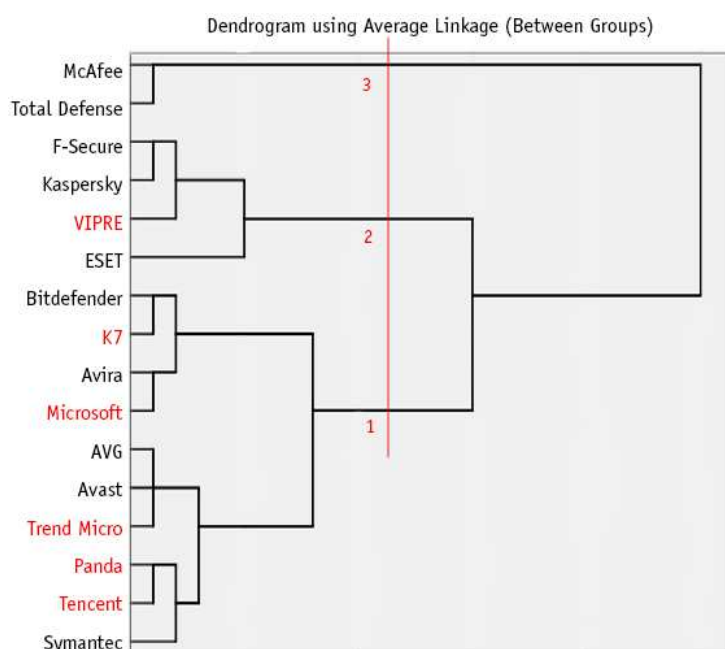 Dendrogram using Average Linkage (Between Groups)
McAfee
3
Total Defense
F-Secure
Kaspersky
VIPRE
2
ESET
Bitdefender
K7
Avira
Microsoft
1
AVG
Avast
Trend Micro
Panda
Tencent
Symantec